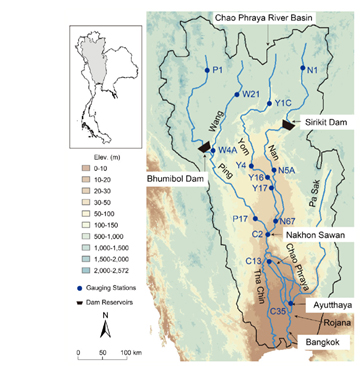 Chao Phraya River Basin
P1
N1
W21
Y1C
Wang
Sirikit Dam
Yom
Nan
W4A
Y4
N5A
Bhumibol Dam
Ping
Y16
Y17
Pa Sak
P17
N67
C2
Nakhon Sawan
C13
Chao Phraya
Tha Chin
Ayutthaya
C35
Rojana
Bangkok
Elev. (m)
0-10
10-20
20-30
30-50
50-100
100-150
500-1,000
1,000-1,500
1,500-2,000
2,000-2,572
Gauging Stations
Dam Reservoirs
N
0 50 100 km